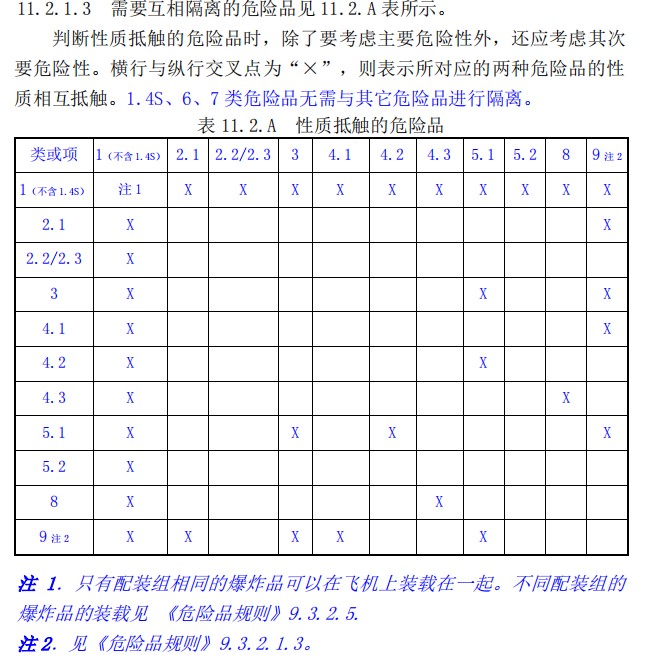 11.2.1.3 需要互相隔离的危险品见 11.2.A 表所示。
判断性质抵触的危险品时，除了要考虑主要危险性外，还应考虑其次
要危险性。横行与纵行交叉点为“×”，则表示所对应的两种危险品的性
质相互抵触。1.4S、6、7 类危险品无需与其它危险品进行隔离。
表 11.2.A 性质抵触的危险品
类或项 1（不含1.4S） 2.1 2.2/2.3 3 4.1 4.2 4.3 5.1 5.2 8 9注2
1（不含1.4S） 注1 X X X X X X X X X X
2.1 X X
2.2/2.3 X
3 X X X
4.1 X X
4.2 X X
4.3 X X
5.1 X X X X
5.2 X
8 X X
9注2 X X X X X
注 1. 只有配装组相同的爆炸品可以在飞机上装载在一起。不同配装组的
爆炸品的装载见 《危险品规则》9.3.2.5.
注2. 见《危险品规则》9.3.2.1.3。